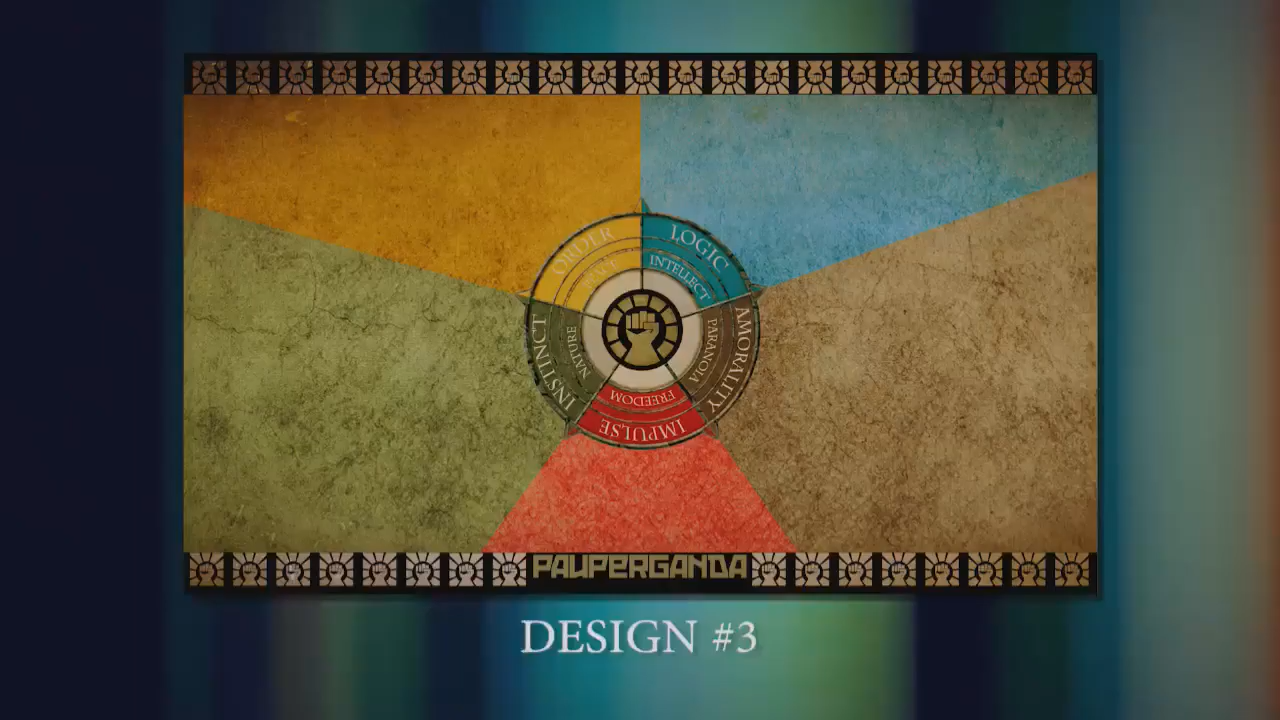 ORDER
LOGIC
INTELLECT
AMORALITY
PARANOIA
INSTINCT
NATURE
FREEDOM
IMPULSE
PAUPERGANDA
DESIGN #3